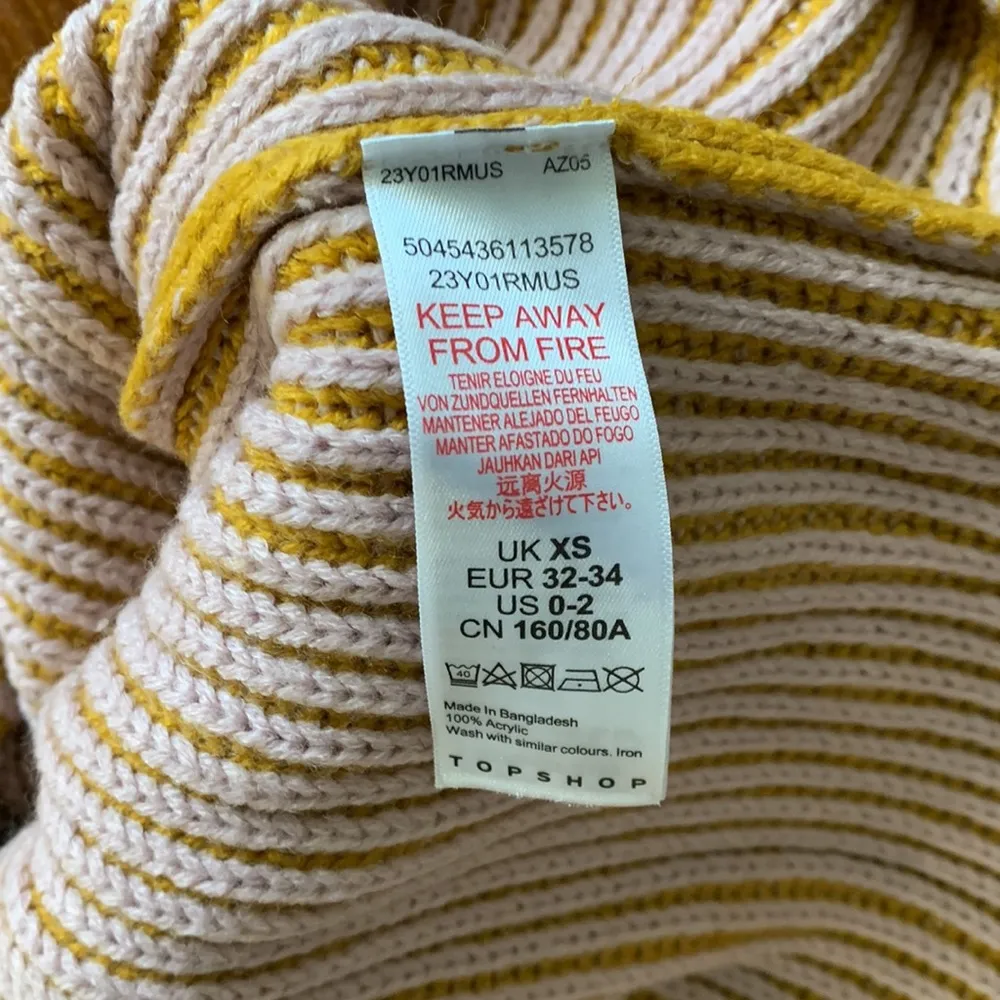 23Y01RMUS AZ05
5045436113578
23Y01RMUS
KEEP AWAY
FROM FIRE
TENIR ELOIGNE DU FEU
VON ZUNDQUELLEN FERNHALTEN
MANTENER ALEJADO DEL FEUGO
MANTER AFASTADO DO FOGO
JAUHKAN DARI API
远离火源
火気から遠ざけて下さい。
UK XS
EUR 32-34
US 0-2
CN 160/80A
40
Made In Bangladesh
100% Acrylic
Wash with similar colours. Iron
TOPSHOP